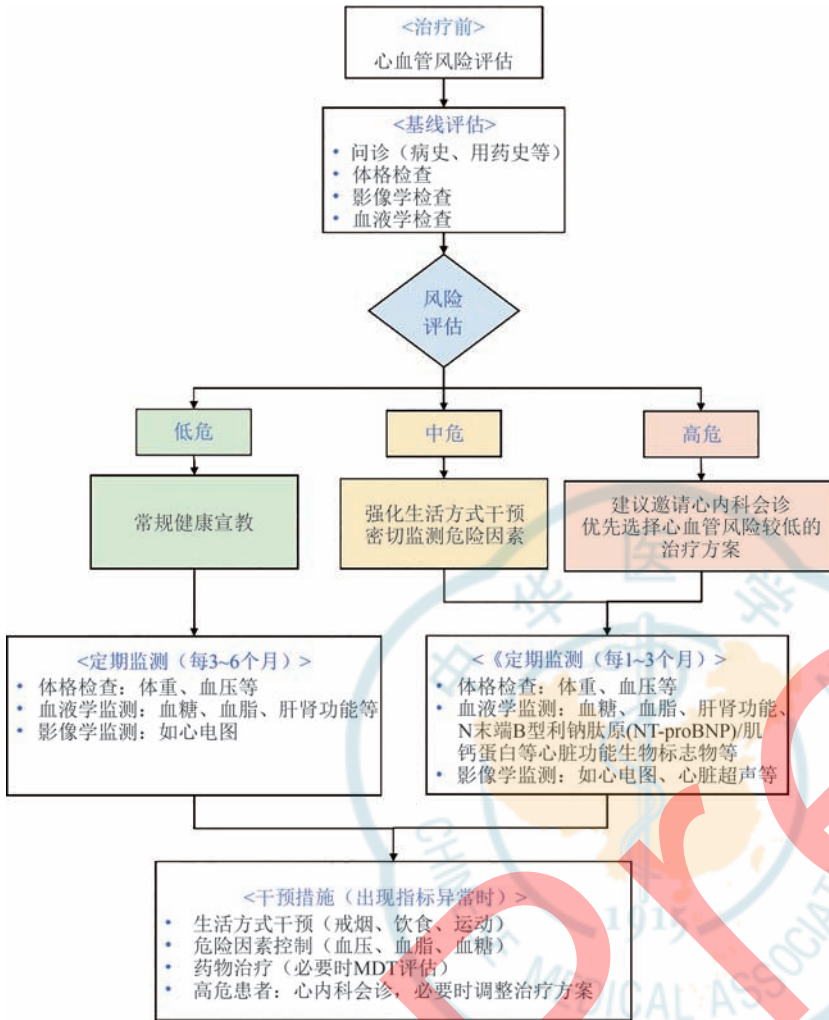 <治疗前>
心血管风险评估
<基线评估>
• 问诊（病史、用药史等）
• 体格检查
• 影像学检查
• 血液学检查
风险
评估
低危
中危
高危
常规健康宣教
强化生活方式干预
密切监测危险因素
建议邀请心内科会诊
优先选择心血管风险较低的
治疗方案
<定期监测（每3~6个月）>
• 体格检查：体重、血压等
• 血液学监测：血糖、血脂、肝肾功能等
• 影像学监测：如心电图
<《定期监测（每1~3个月）>
• 体格检查：体重、血压等
• 血液学监测：血糖、血脂、肝肾功能、
N末端B型利钠肽原(NT-proBNP)/肌
钙蛋白等心脏功能生物标志物等
• 影像学监测：如心电图、心脏超声等
<干预措施（出现指标异常时）>
• 生活方式干预（戒烟、饮食、运动）
• 危险因素控制（血压、血脂、血糖）
• 药物治疗（必要时MDT评估）
• 高危患者：心内科会诊，必要时调整治疗方案
中华医学
CHINESE MEDICAL ASSOCIAT
1915
Pre